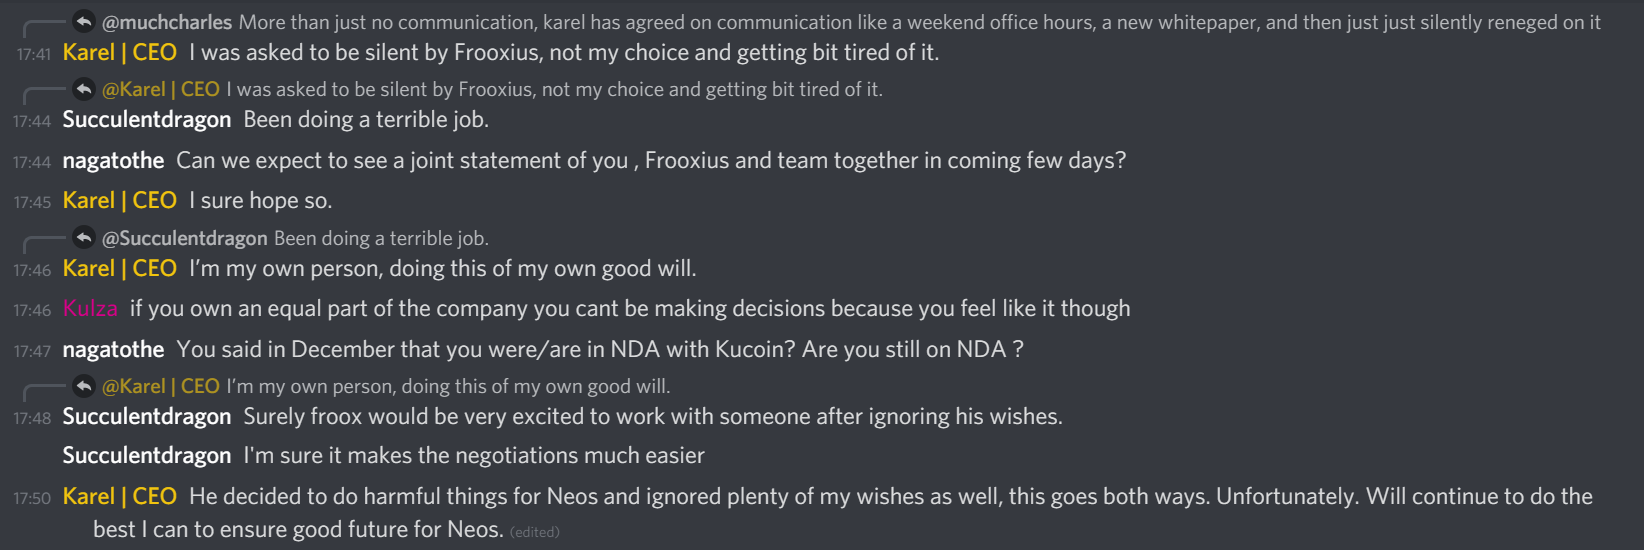 @muchcharles More than just no communication, karel has agreed on communication like a weekend office hours, a new whitepaper, and then just just silently reneged on it
17:41 Karel | CEO I was asked to be silent by Frooxius, not my choice and getting bit tired of it.
@Karel | CEO I was asked to be silent by Frooxius, not my choice and getting bit tired of it.
17:44 Succulentdragon Been doing a terrible job.
17:44 nagatothe Can we expect to see a joint statement of you , Frooxius and team together in coming few days?
17:45 Karel | CEO I sure hope so.
@Succulentdragon Been doing a terrible job.
17:46 Karel | CEO I’m my own person, doing this of my own good will.
17:46 Kulza if you own an equal part of the company you cant be making decisions because you feel like it though
17:47 nagatothe You said in December that you were/are in NDA with Kucoin? Are you still on NDA ?
@Karel | CEO I’m my own person, doing this of my own good will.
17:48 Succulentdragon Surely froox would be very excited to work with someone after ignoring his wishes.
Succulentdragon I'm sure it makes the negotiations much easier
17:50 Karel | CEO He decided to do harmful things for Neos and ignored plenty of my wishes as well, this goes both ways. Unfortunately. Will continue to do the
best I can to ensure good future for Neos. (edited)